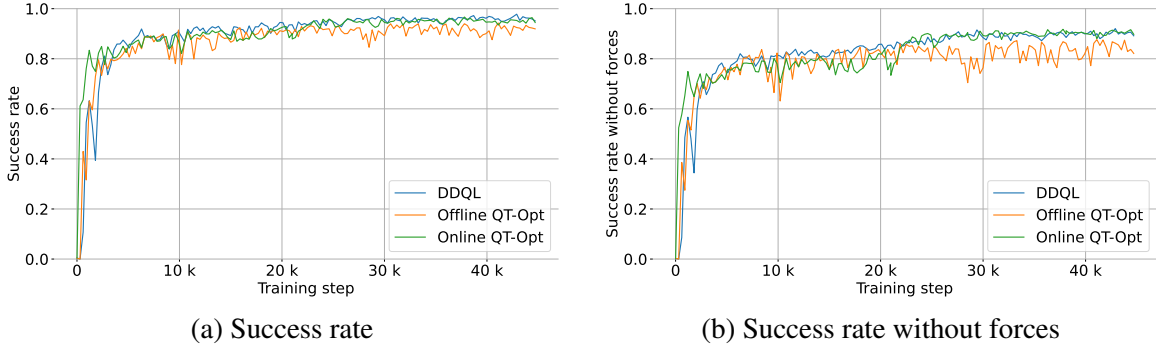 1.0
0.8
0.6
0.4
0.2
0.0
Success rate
0
10 k
20 k
30 k
40 k
Training step
DDQL
Offline QT-Opt
Online QT-Opt
(a) Success rate
1.0
0.8
0.6
0.4
0.2
0.0
Success rate without forces
0
10 k
20 k
30 k
40 k
Training step
DDQL
Offline QT-Opt
Online QT-Opt
(b) Success rate without forces